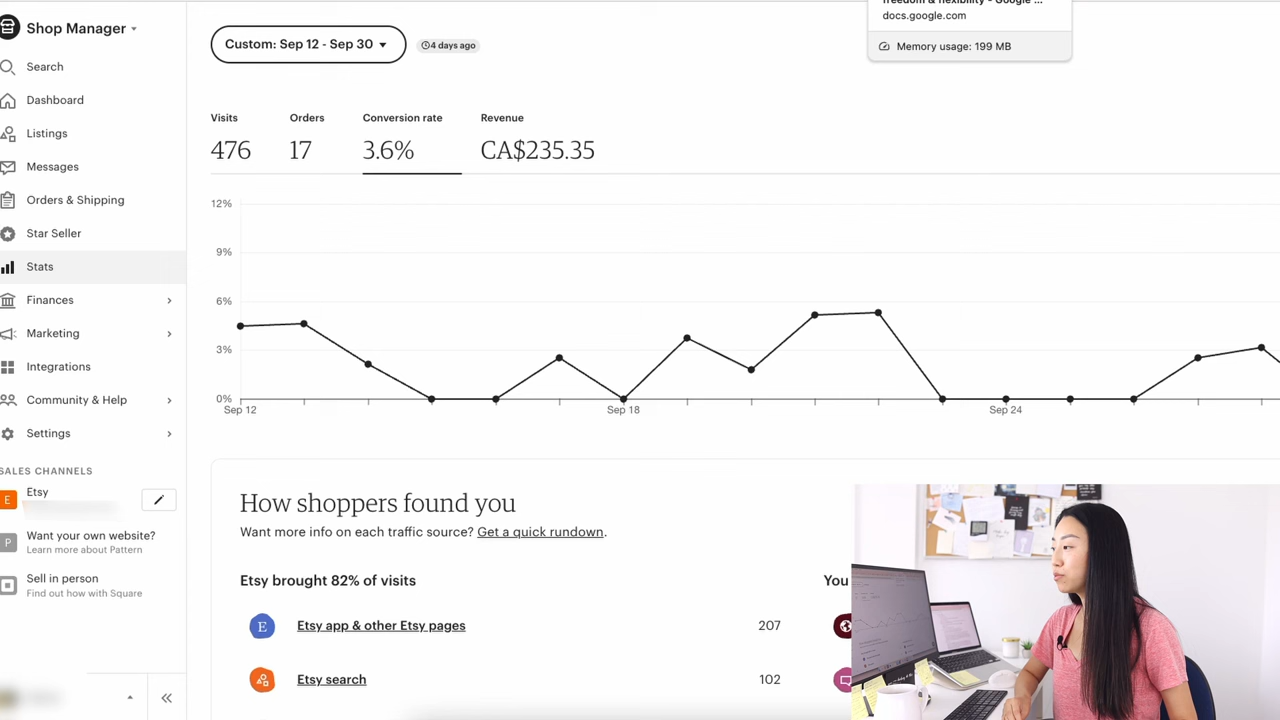 freedom & flexibility - Google ...
docs.google.com
Memory usage: 199 MB
Shop Manager
Search
Dashboard
Listings
Messages
Orders & Shipping
Star Seller
Stats
Finances
Marketing
Integrations
Community & Help
Settings
SALES CHANNELS
E
Etsy
P
Want your own website?
Learn more about Pattern
Sell in person
Find out how with Square
Custom: Sep 12 - Sep 30
4 days ago
Visits
476
Orders
17
Conversion rate
3.6%
Revenue
CA$235.35
12%
9%
6%
3%
0%
Sep 12
Sep 18
Sep 24
How shoppers found you
Want more info on each traffic source? Get a quick rundown.
Etsy brought 82% of visits
You
E
Etsy app & other Etsy pages
207
Etsy search
102